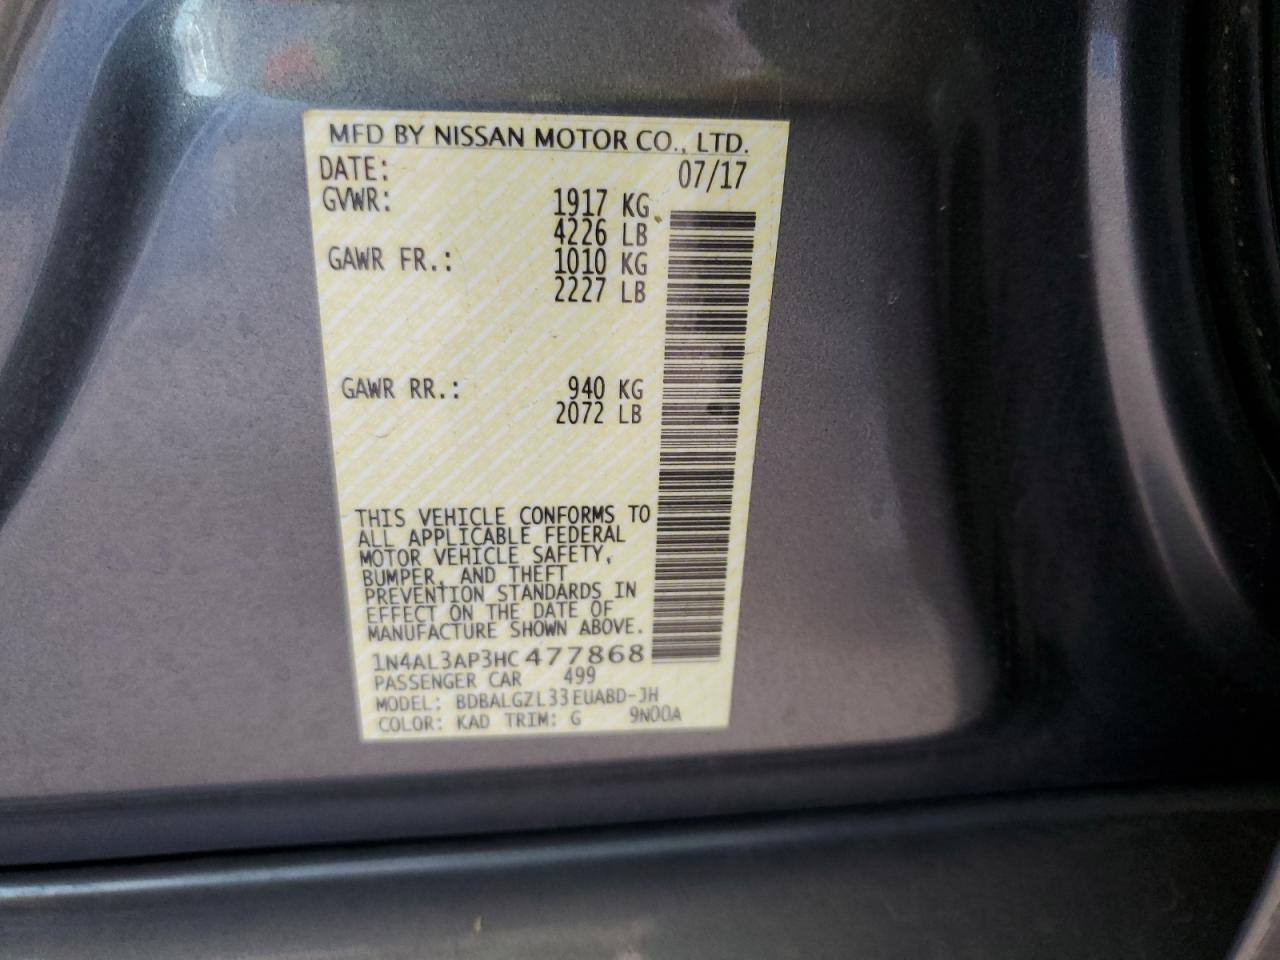 MFD BY NISSAN MOTOR CO., LTD.
DATE: 07/17
GVWR: 1917 KG
4226 LB
GAWR FR.: 1010 KG
2227 LB
GAWR RR.: 940 KG
2072 LB
THIS VEHICLE CONFORMS TO
ALL APPLICABLE FEDERAL
MOTOR VEHICLE SAFETY,
BUMPER, AND THEFT
PREVENTION STANDARDS IN
EFFECT ON THE DATE OF
MANUFACTURE SHOWN ABOVE.
1N4AL3AP3HC477868
PASSENGER CAR 499
MODEL: BDBALGZL33EUABD-JH
COLOR: KAD TRIM: G 9N00A